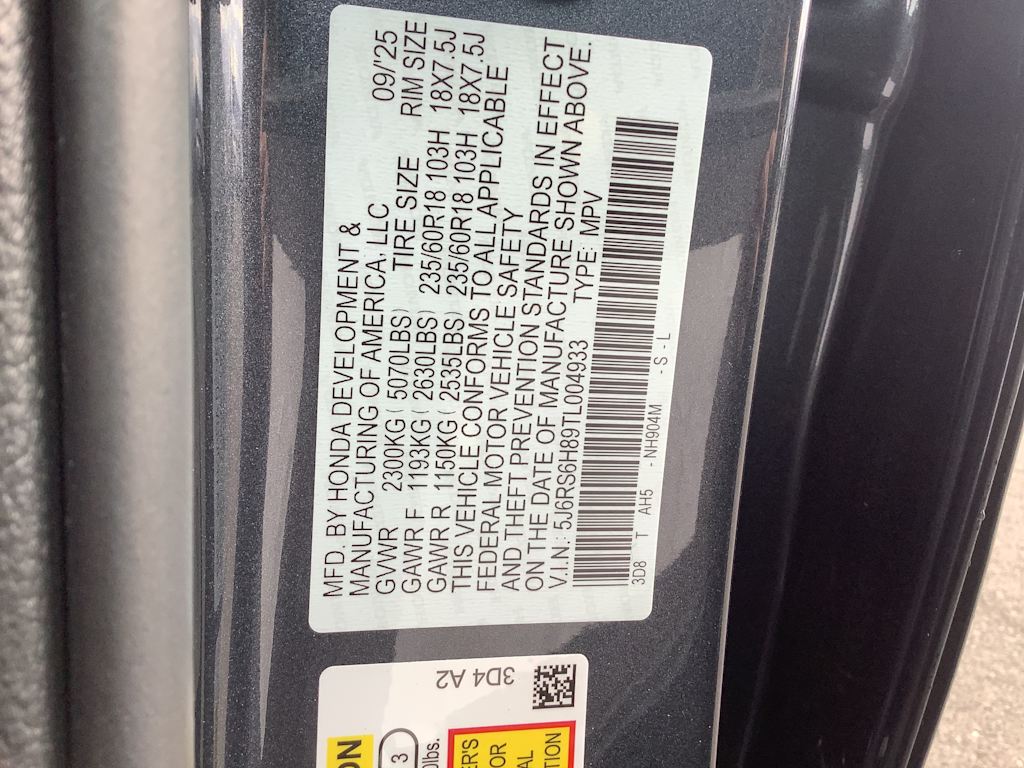 MFD. BY HONDA DEVELOPMENT &
MANUFACTURING OF AMERICA, LLC 09/'25
GVWR 2300KG ( 5070LBS) TIRE SIZE RIM SIZE
GAWR F 1193KG ( 2630LBS) 235/60R18 103H 18X7.5J
GAWR R 1150KG ( 2535LBS) 235/60R18 103H 18X7.5J
THIS VEHICLE CONFORMS TO ALL APPLICABLE
FEDERAL MOTOR VEHICLE SAFETY
AND THEFT PREVENTION STANDARDS IN EFFECT
ON THE DATE OF MANUFACTURE SHOWN ABOVE.
V.I.N.: 5J6RS6H89TL004933 TYPE: MPV
3D8 T AH5 - NH904M - S - L
3D4 A2
3